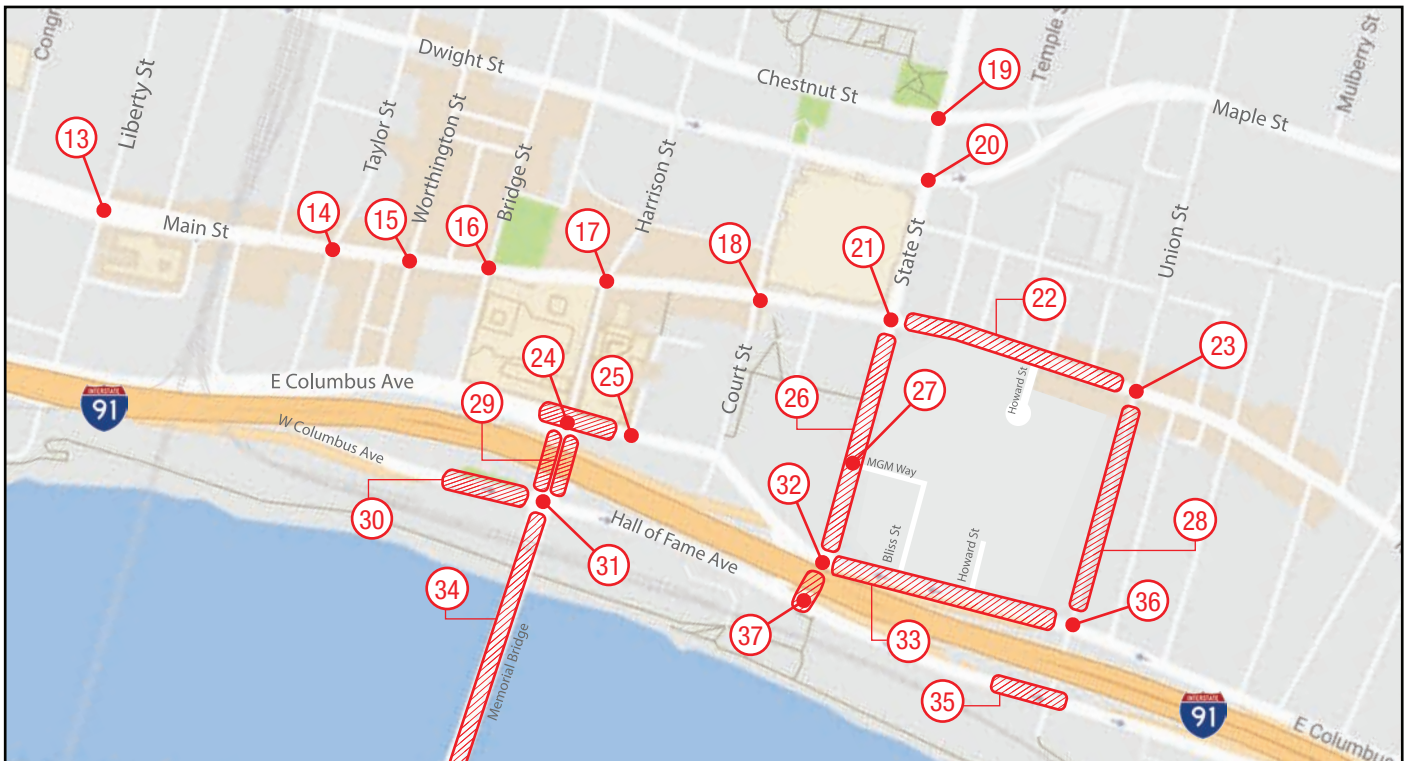 Congr
Liberty St
Dwight St
Chestnut St
Temple S
Mulberry St
Maple St
19
20
13
Taylor St
Worthington St
Bridge St
Harrison St
Main St
14
15
16
17
18
21
State St
Union St
22
23
E Columbus Ave
INTERSTATE
91
W Columbus Ave
24
25
29
Court St
26
27
Howard St
MGM Way
30
31
Hall of Fame Ave
32
Bliss St
Howard St
28
34
Memorial Bridge
37
33
36
35
INTERSTATE
91
E Columbus